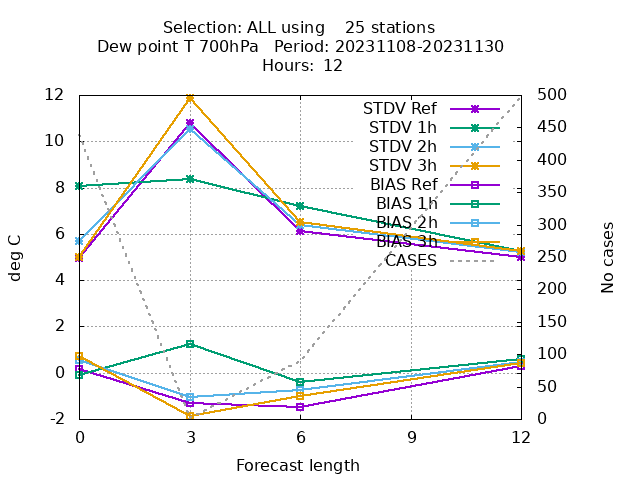 Selection: ALL using    25 stations
Dew point T 700hPa   Period: 20231108-20231130
Hours: 12
12
10
8
6
4
2
0
-2
deg C
STDV Ref
STDV 1h
STDV 2h
STDV 3h
BIAS Ref
BIAS 1h
BIAS 2h
BIAS 3h
CASES
500
450
400
350
300
250
200
150
100
50
0
No cases
0 3 6 9 12
Forecast length